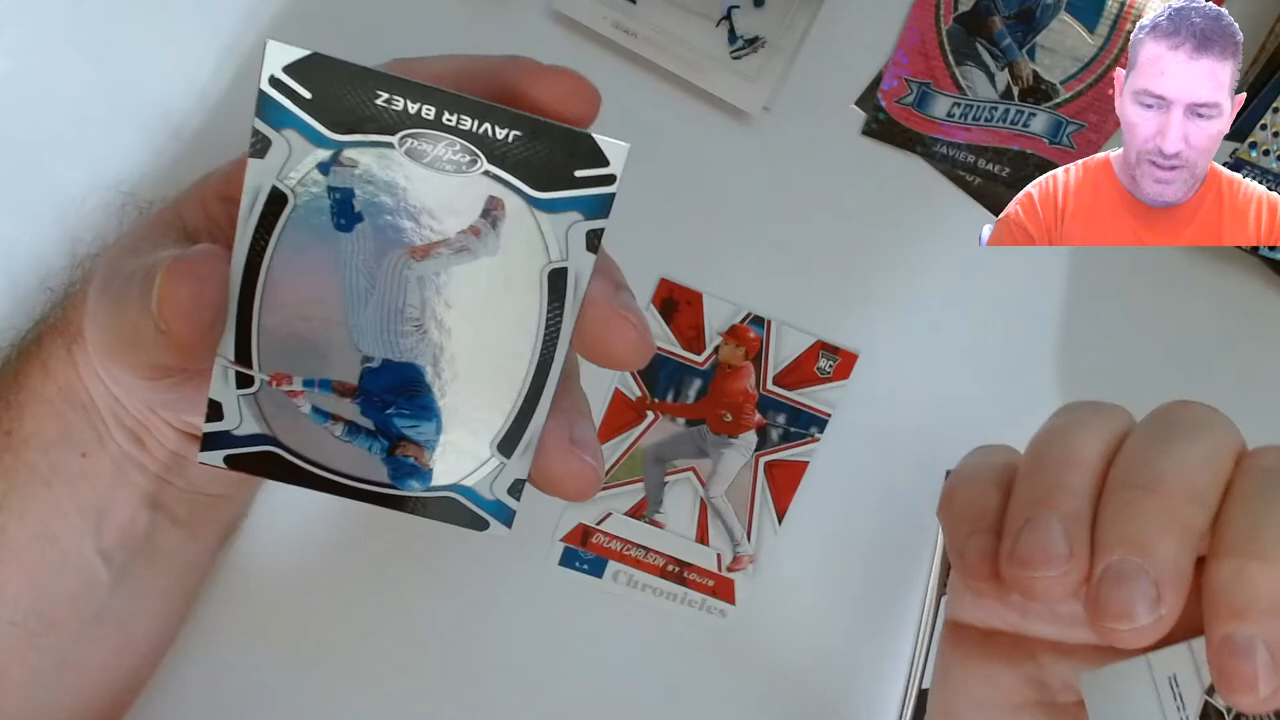 JAVIER BAEZ
Certified
CRUSADE
JAVIER BAEZ
RC
DYLAN CARLSON ST. LOUIS
L.A.
Chronicles